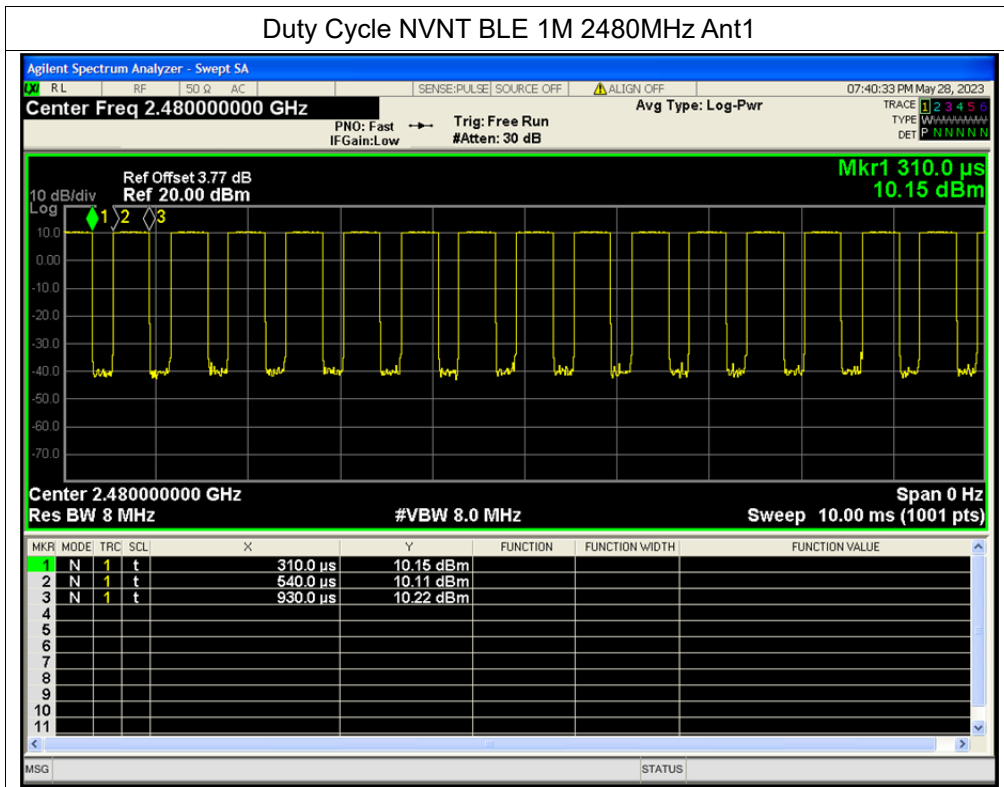 Duty Cycle NVNT BLE 1M 2480MHz Ant1
Agilent Spectrum Analyzer - Swept SA
LXI RL RF 50 Ω AC SENSE:PULSE SOURCE OFF ALIGN OFF 07:40:33 PM May 28, 2023
Center Freq 2.480000000 GHz Avg Type: Log-Pwr TRACE 1 2 3 4 5 6
PNO: Fast Trig: Free Run TYPE WWWWWW
IFGain:Low #Atten: 30 dB DET P N N N N N
Mkr1 310.0 µs
Ref Offset 3.77 dB
10 dB/div Ref 20.00 dBm 10.15 dBm
Log
1 2 3
10.0
0.00
-10.0
-20.0
-30.0
-40.0
-50.0
-60.0
-70.0
Center 2.480000000 GHz Span 0 Hz
Res BW 8 MHz #VBW 8.0 MHz Sweep 10.00 ms (1001 pts)
MKR MODE TRC SCL X Y FUNCTION FUNCTION WIDTH FUNCTION VALUE
1 N 1 t 310.0 µs 10.15 dBm
2 N 1 t 540.0 µs 10.11 dBm
3 N 1 t 930.0 µs 10.22 dBm
4
5
6
7
8
9
10
11
MSG STATUS